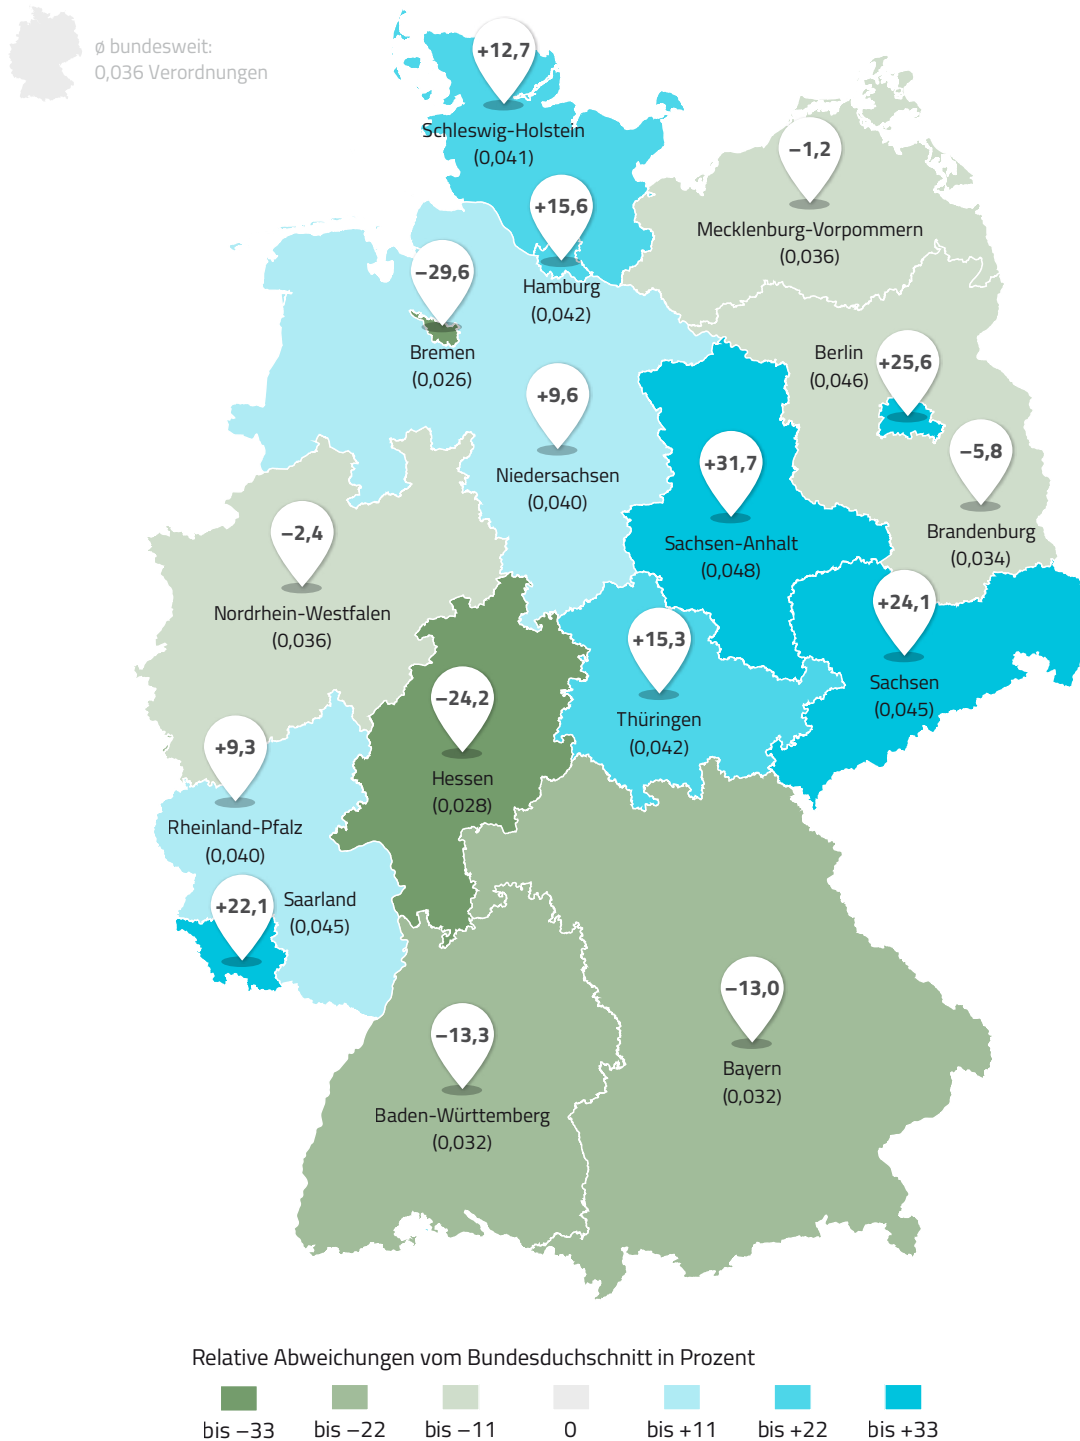 ø bundesweit:
0,036 Verordnungen
+12,7
Schleswig-Holstein
(0,041)
–1,2
Mecklenburg-Vorpommern
(0,036)
+15,6
Hamburg
(0,042)
–29,6
Bremen
(0,026)
Berlin
(0,046)
+25,6
+9,6
Niedersachsen
(0,040)
+31,7
Sachsen-Anhalt
(0,048)
–5,8
Brandenburg
(0,034)
–2,4
Nordrhein-Westfalen
(0,036)
+24,1
Sachsen
(0,045)
+15,3
Thüringen
(0,042)
–24,2
Hessen
(0,028)
+9,3
Rheinland-Pfalz
(0,040)
+22,1
Saarland
(0,045)
–13,0
Bayern
(0,032)
–13,3
Baden-Württemberg
(0,032)
Relative Abweichungen vom Bundesduchschnitt in Prozent
bis –33
bis –22
bis –11
0
bis +11
bis +22
bis +33